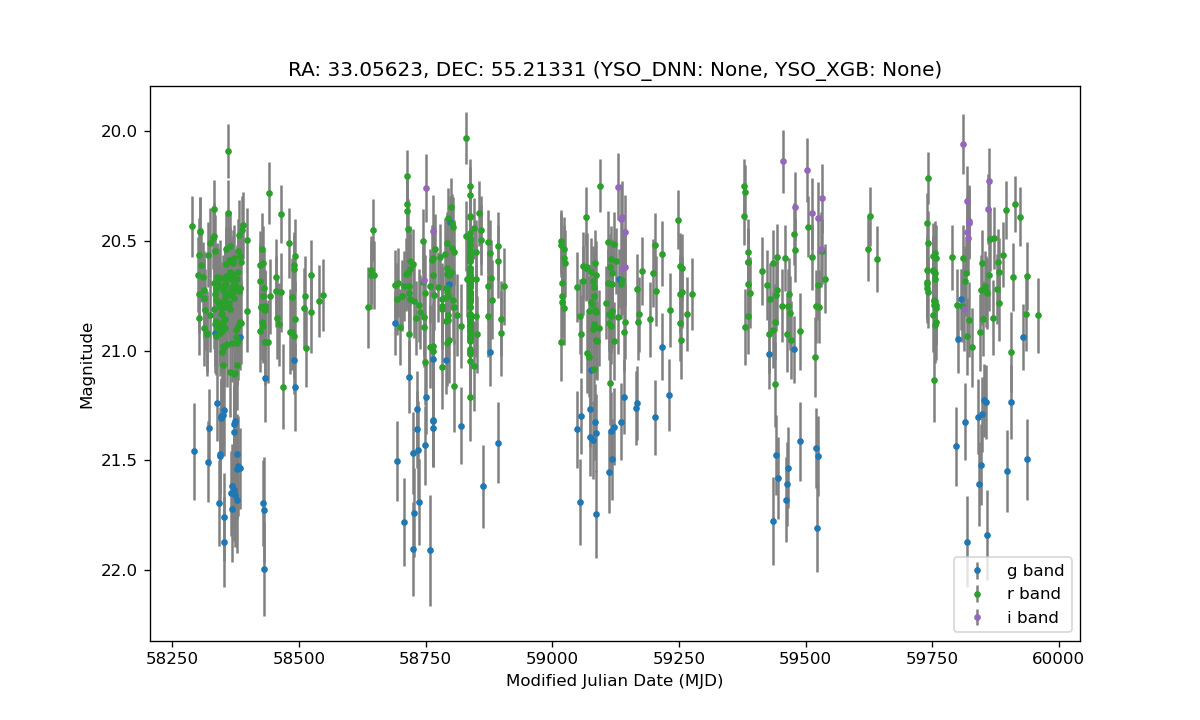 RA: 33.05623, DEC: 55.21331 (YSO_DNN: None, YSO_XGB: None)
20.0
20.5
21.0
21.5
22.0
Magnitude
58250 58500 58750 59000 59250 59500 59750 60000
Modified Julian Date (MJD)
g band
r band
i band